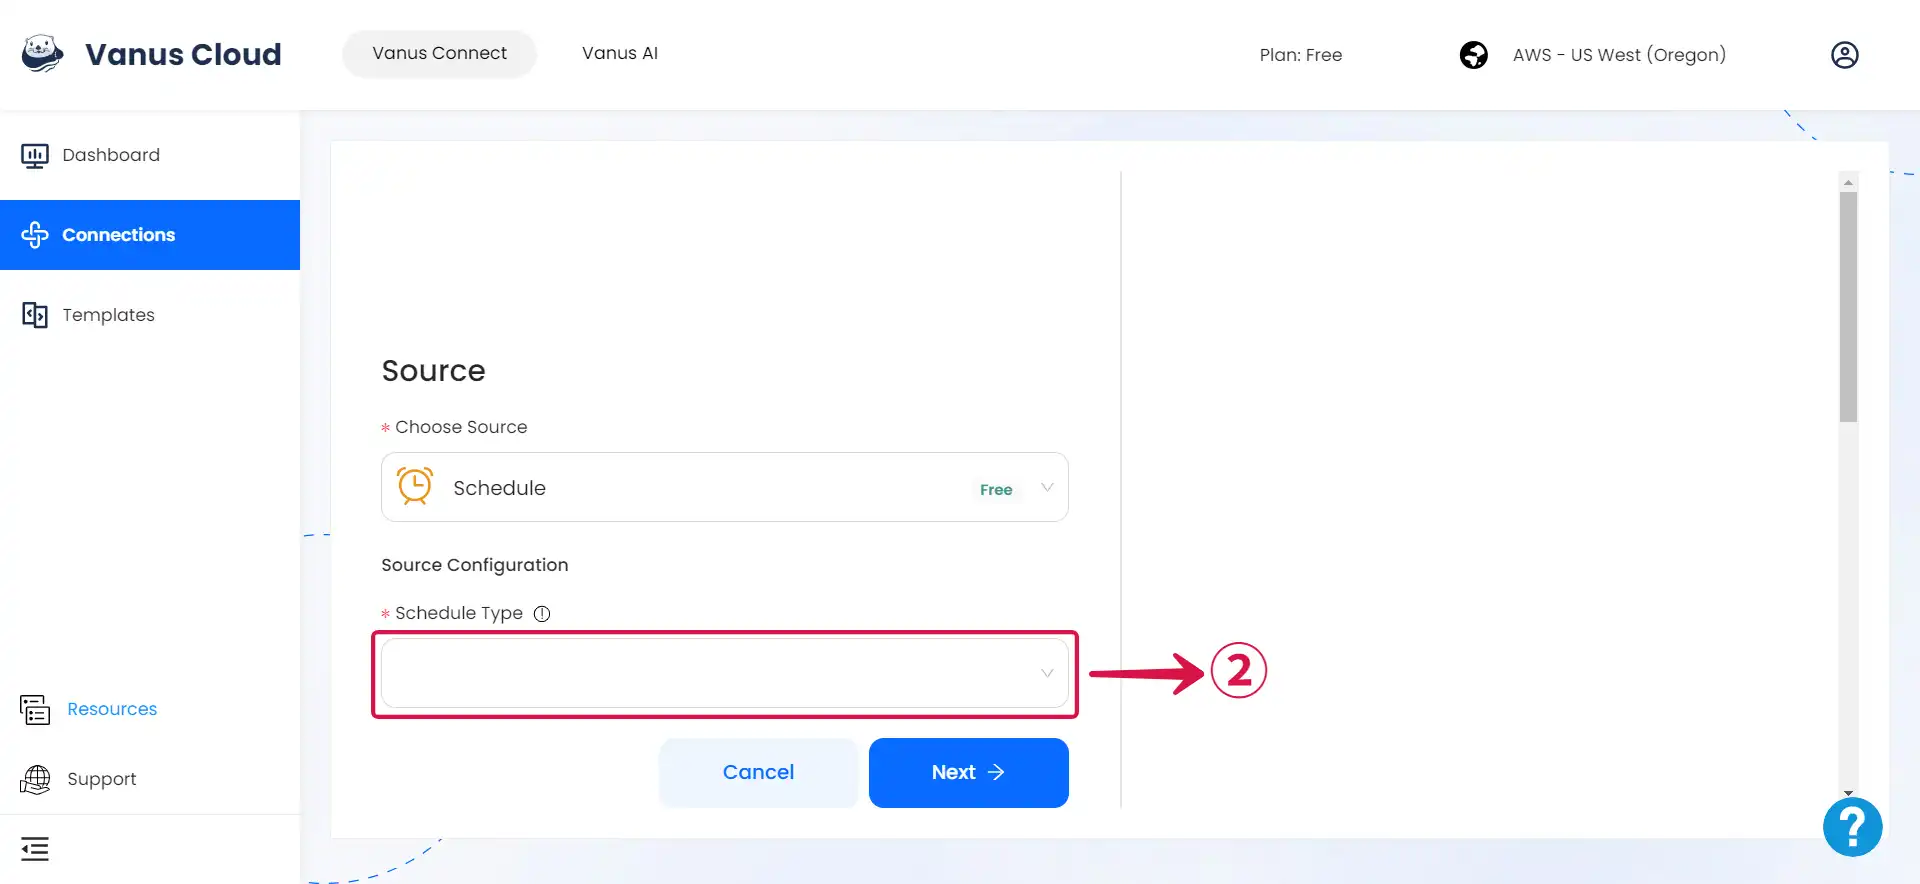 Vanus Cloud
Vanus Connect
Vanus AI
Plan: Free
AWS - US West (Oregon)
Dashboard
Connections
Templates
Source
* Choose Source
Schedule
Free
Source Configuration
* Schedule Type
2
Cancel
Next
Resources
Support
?